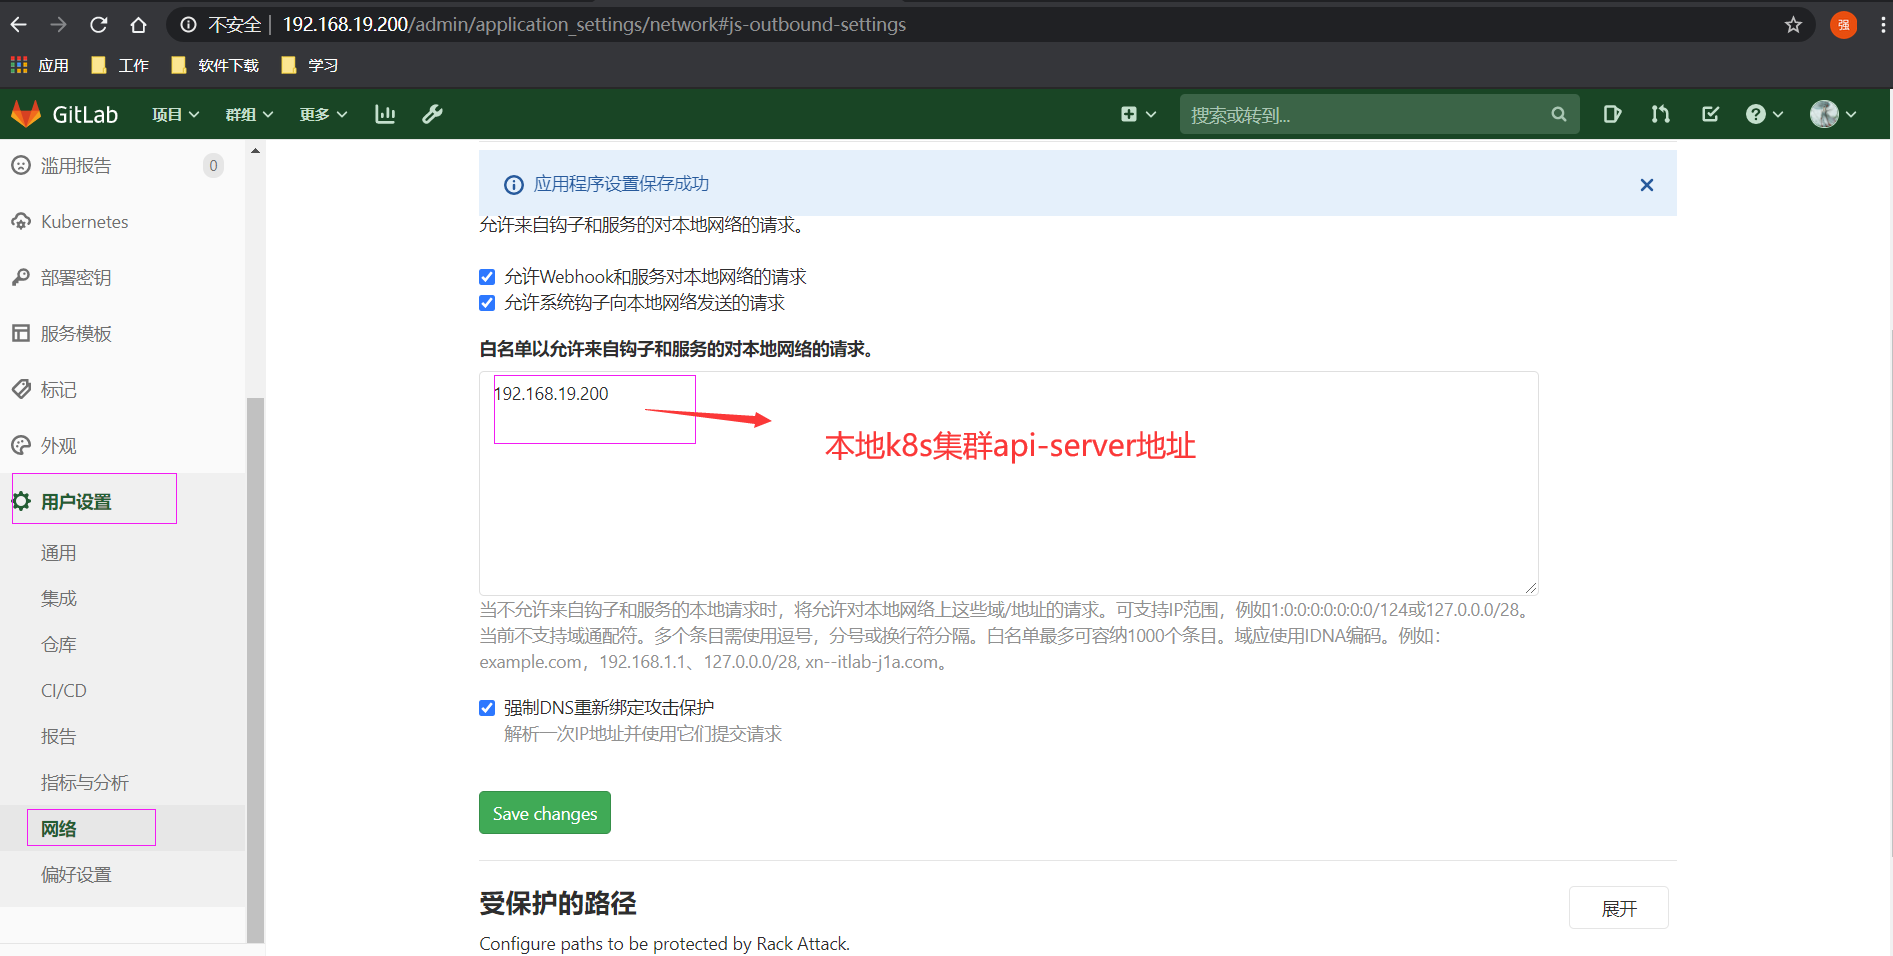 不安全 | 192.168.19.200/admin/application_settings/network#js-outbound-settings
强
应用 工作 软件下载 学习
GitLab 项目 群组 更多 搜索或转到...
滥用报告 0
Kubernetes
部署密钥
服务模板
标记
外观
用户设置
通用
集成
仓库
CI/CD
报告
指标与分析
网络
偏好设置
应用程序设置保存成功
允许来自钩子和服务的对本地网络的请求。
允许Webhook和服务对本地网络的请求
允许系统钩子向本地网络发送的请求
白名单以允许来自钩子和服务的对本地网络的请求。
192.168.19.200
本地k8s集群api-server地址
当不允许来自钩子和服务的本地请求时，将允许对本地网络上这些域/地址的请求。可支持IP范围，例如1:0:0:0:0:0:0:0/124或127.0.0.0/28。
当前不支持域通配符。多个条目需使用逗号，分号或换行符分隔。白名单最多可容纳1000个条目。域应使用IDNA编码。例如：
example.com，192.168.1.1、127.0.0.0/28, xn--itlab-j1a.com。
强制DNS重新绑定攻击保护
解析一次IP地址并使用它们提交请求
Save changes
受保护的路径
展开
Configure paths to be protected by Rack Attack.